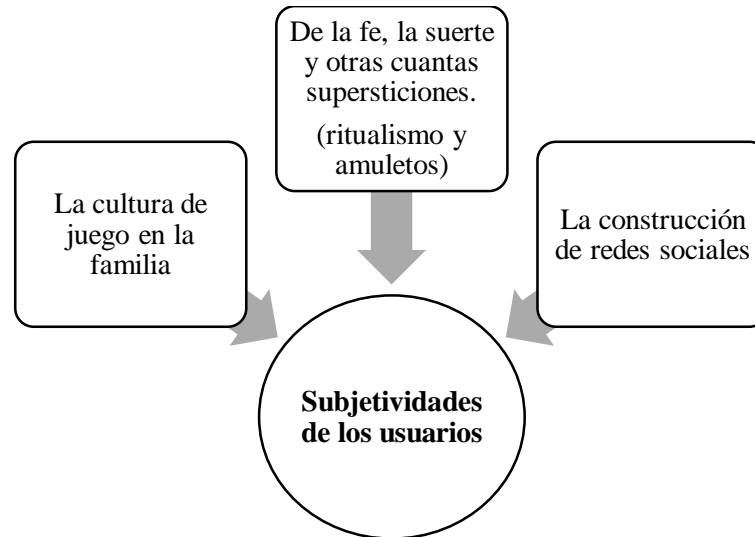 De la fe, la suerte
y otras cuantas
supersticiones.
(ritualismo y
amuletos)
La cultura de
juego en la
familia
La construcción
de redes sociales
Subjetividades
de los usuarios